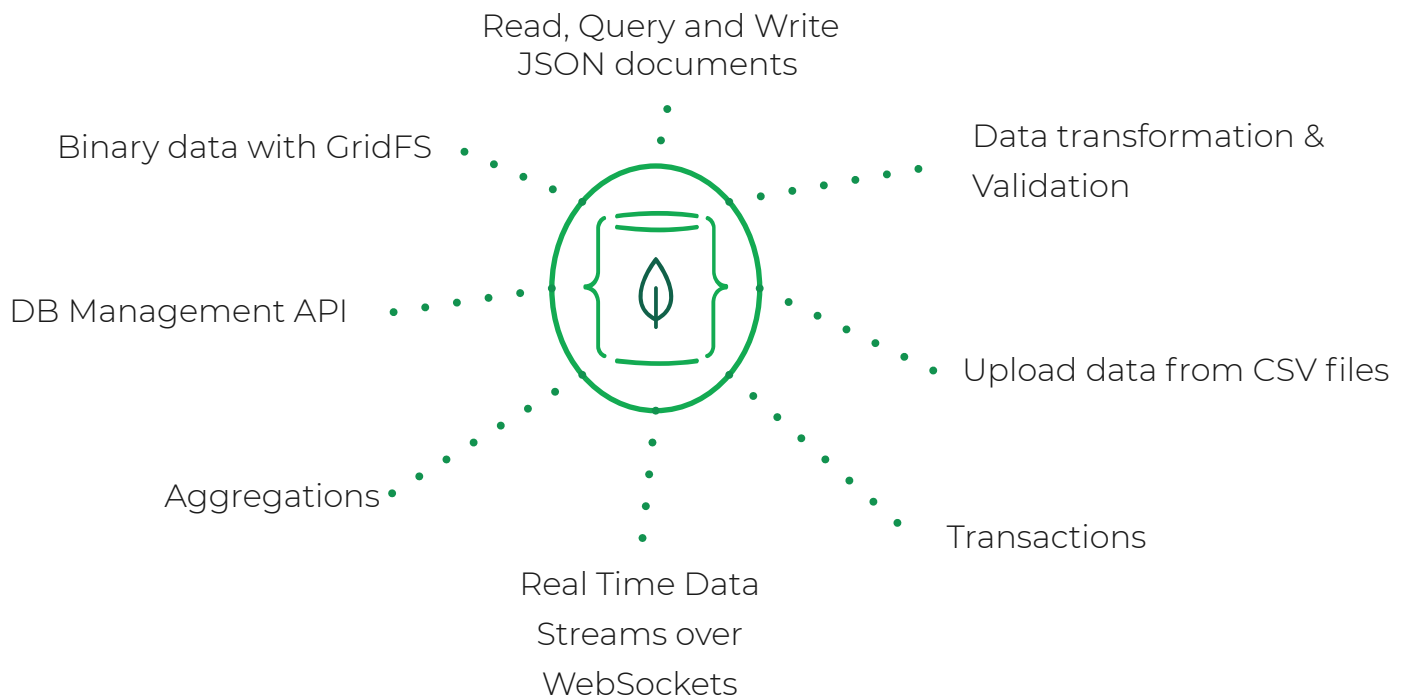 Read, Query and Write
JSON documents
Binary data with GridFS
Data transformation &
Validation
DB Management API
Upload data from CSV files
Aggregations
Transactions
Real Time Data
Streams over
WebSockets